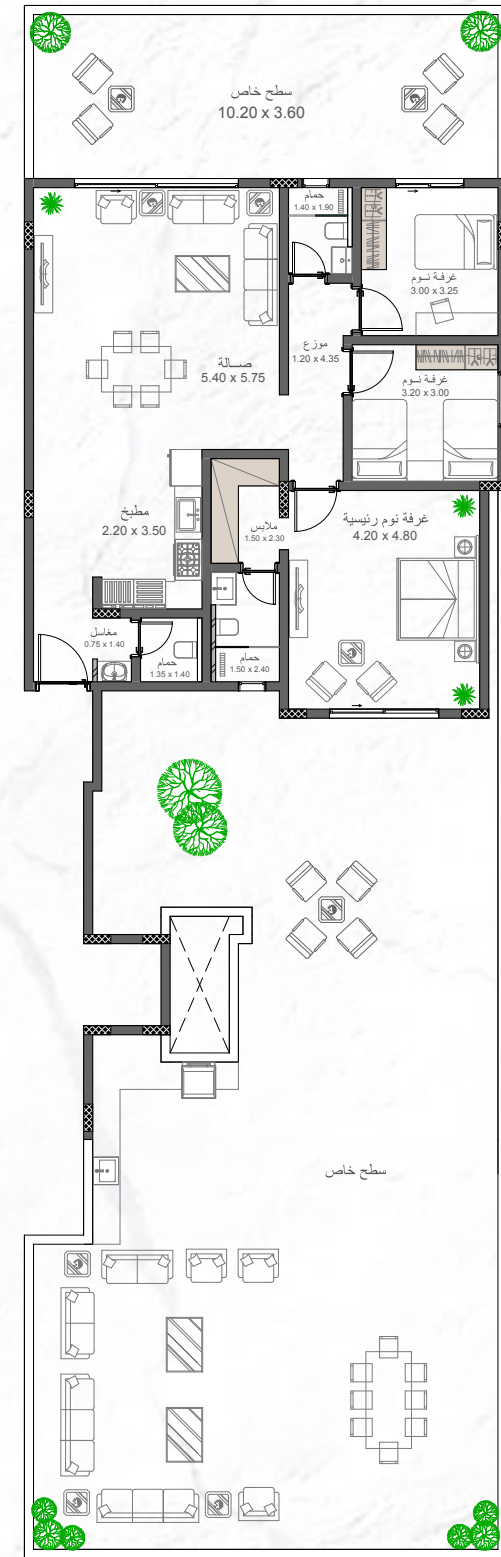 سطح خاص
10.20 x 3.60
حمام
1.40 x 1.90
غرفة نوم
3.00 x 3.25
موزع
1.20 x 4.35
صالة
5.40 x 5.75
غرفة نوم
3.20 x 3.00
مطبخ
2.20 x 3.50
ملابس
1.50 x 2.30
غرفة نوم رئيسية
4.20 x 4.80
مغاسل
0.75 x 1.40
حمام
1.35 x 1.40
حمام
1.50 x 2.40
سطح خاص